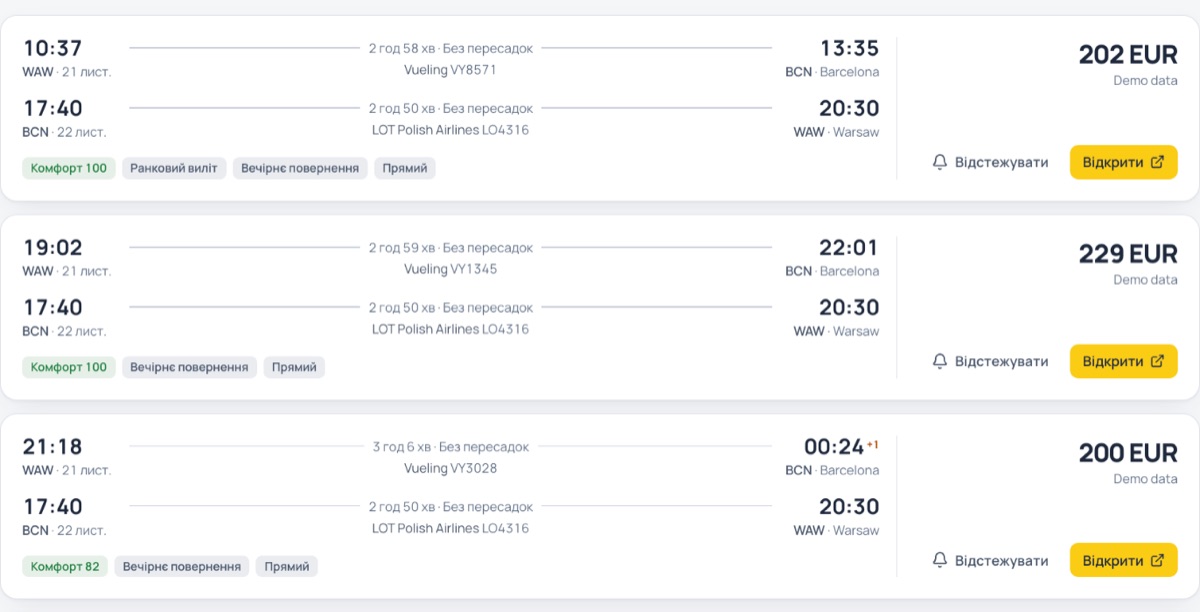 10:37 2 год 58 хв · Без пересадок 13:35 202 EUR
WAW · 21 лист. Vueling VY8571 BCN · Barcelona Demo data
17:40 2 год 50 хв · Без пересадок 20:30
BCN · 22 лист. LOT Polish Airlines LO4316 WAW · Warsaw
Комфорт 100 Ранковий виліт Вечірнє повернення Прямий Відстежувати Відкрити
19:02 2 год 59 хв · Без пересадок 22:01 229 EUR
WAW · 21 лист. Vueling VY1345 BCN · Barcelona Demo data
17:40 2 год 50 хв · Без пересадок 20:30
BCN · 22 лист. LOT Polish Airlines LO4316 WAW · Warsaw
Комфорт 100 Вечірнє повернення Прямий Відстежувати Відкрити
21:18 3 год 6 хв · Без пересадок 00:24 +1 200 EUR
WAW · 21 лист. Vueling VY3028 BCN · Barcelona Demo data
17:40 2 год 50 хв · Без пересадок 20:30
BCN · 22 лист. LOT Polish Airlines LO4316 WAW · Warsaw
Комфорт 82 Вечірнє повернення Прямий Відстежувати Відкрити